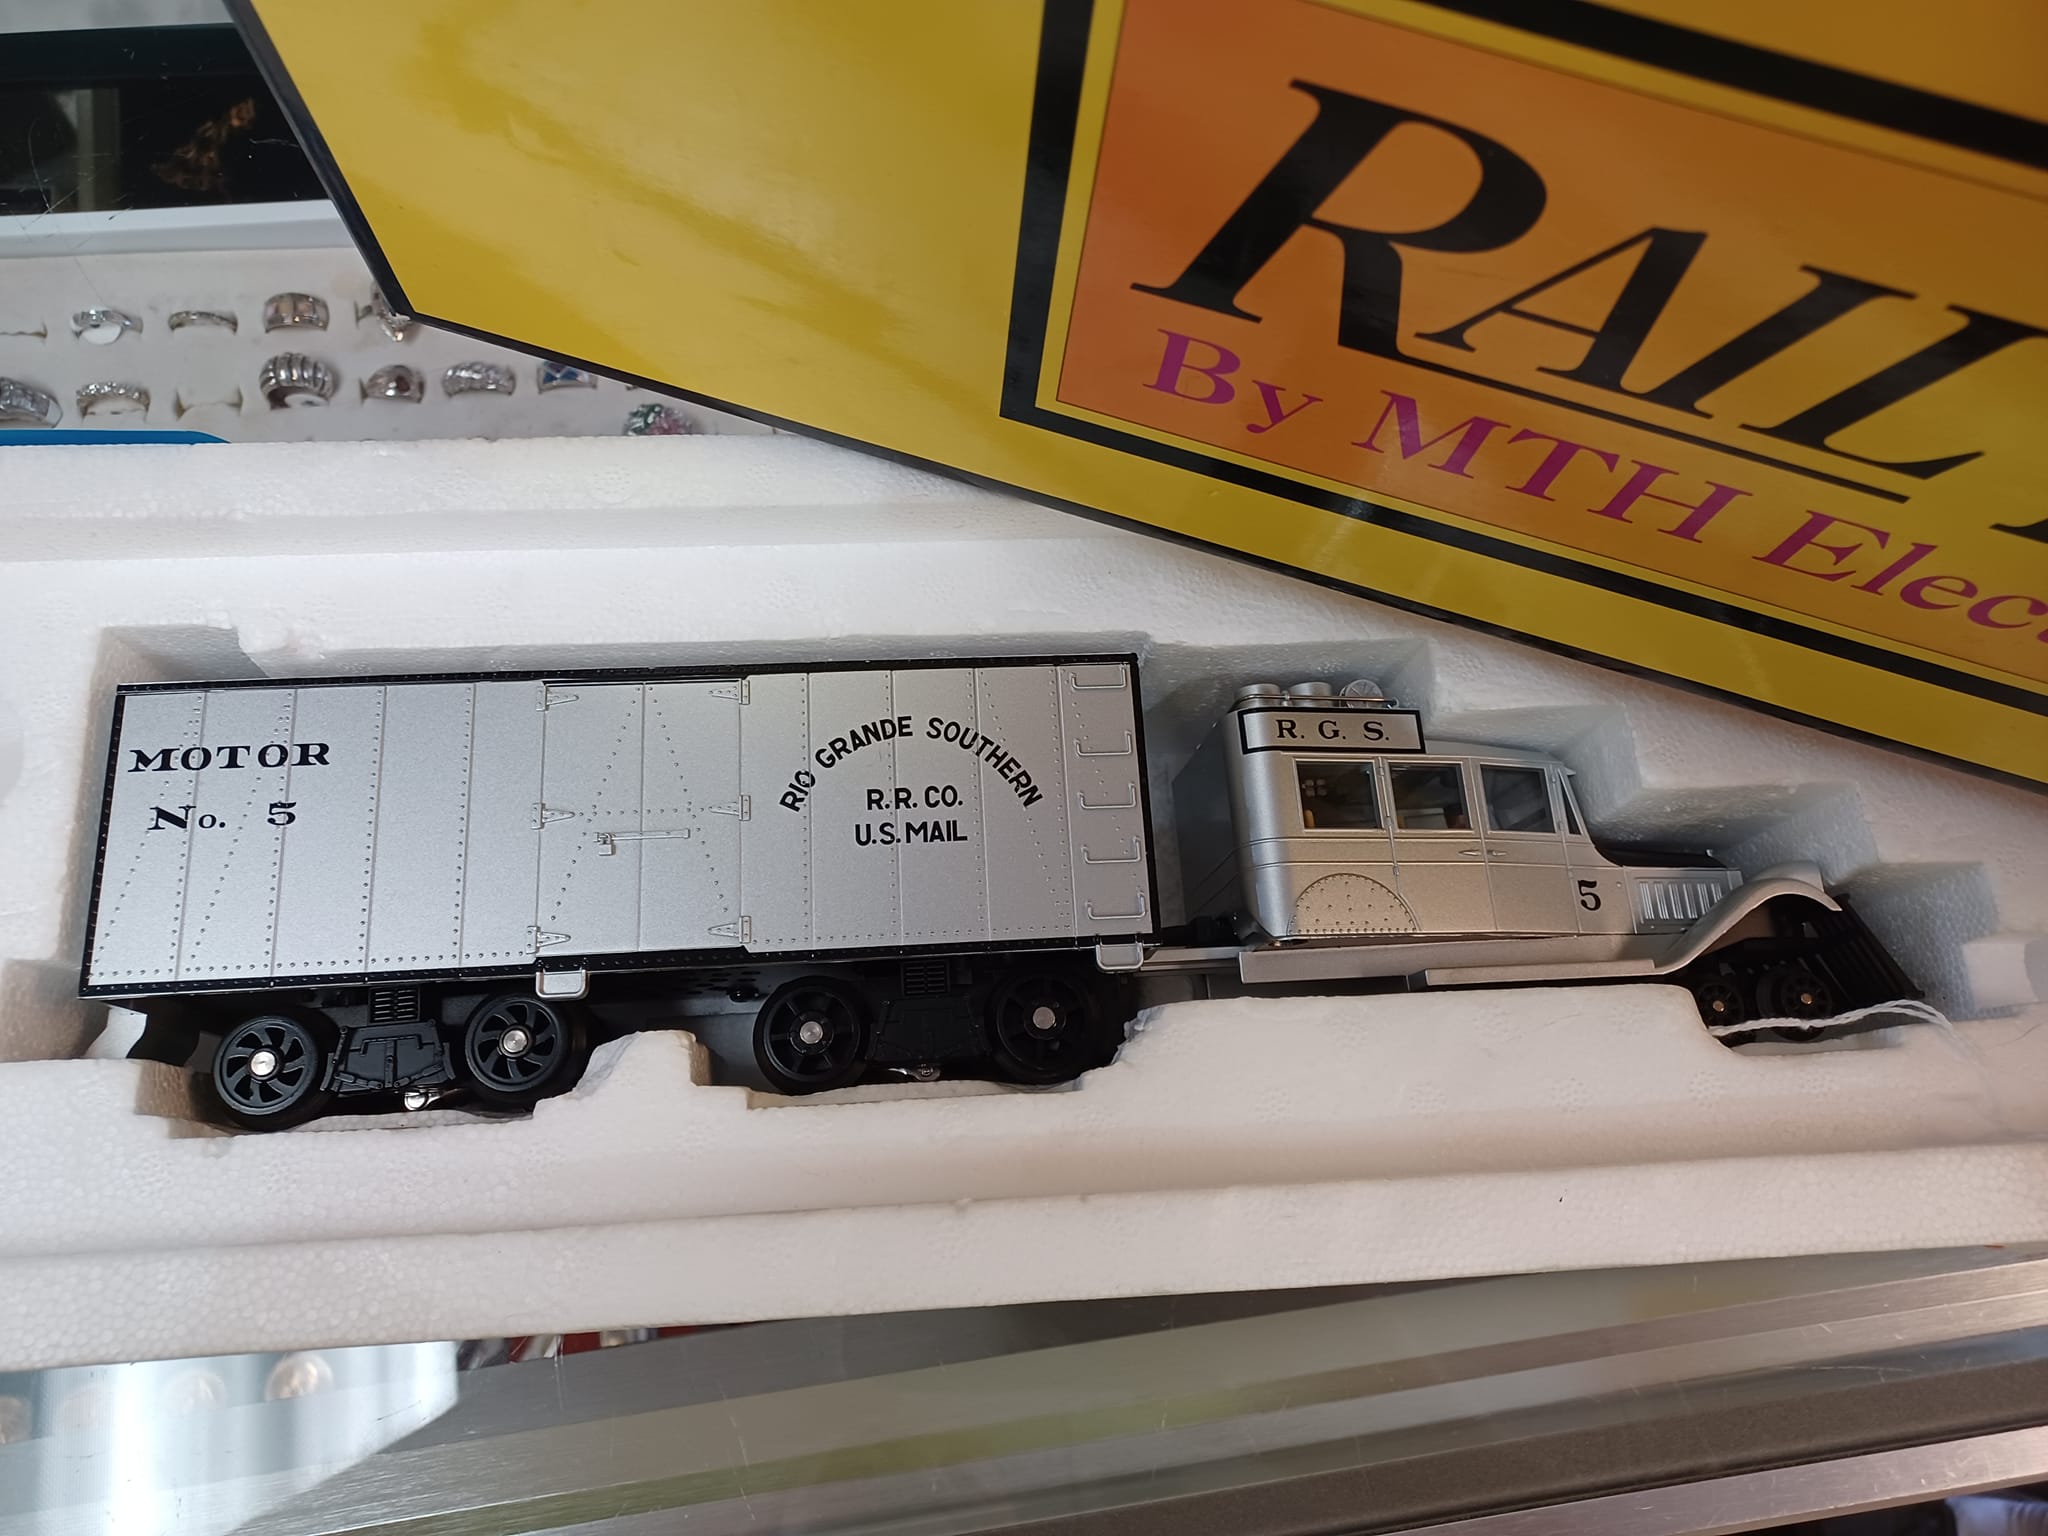 RAIL
By MTH Elec
MOTOR
No. 5
RIO GRANDE SOUTHERN
R.R.CO.
U.S.MAIL
R. G. S.
5